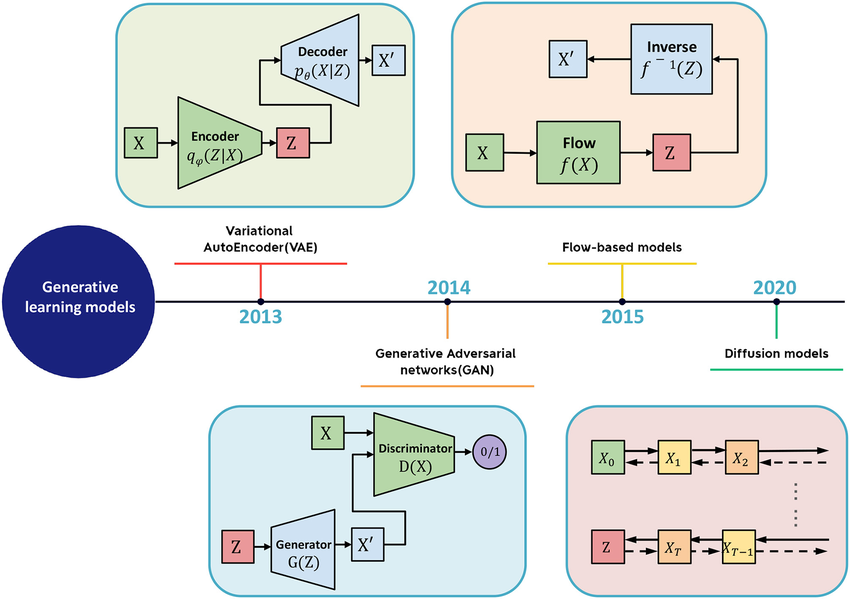 Decoder
pθ(X|Z)
X′
X
Encoder
qφ(Z|X)
Z
Inverse
f⁻¹(Z)
X′
X
Flow
f(X)
Z
Generative
learning models
Variational
AutoEncoder(VAE)
2013
2014
Generative Adversarial
networks(GAN)
Flow-based models
2015
2020
Diffusion models
X
Discriminator
D(X)
0/1
Z
Generator
G(Z)
X′
X₀ X₁ X₂
Z X_T X_{T−1}